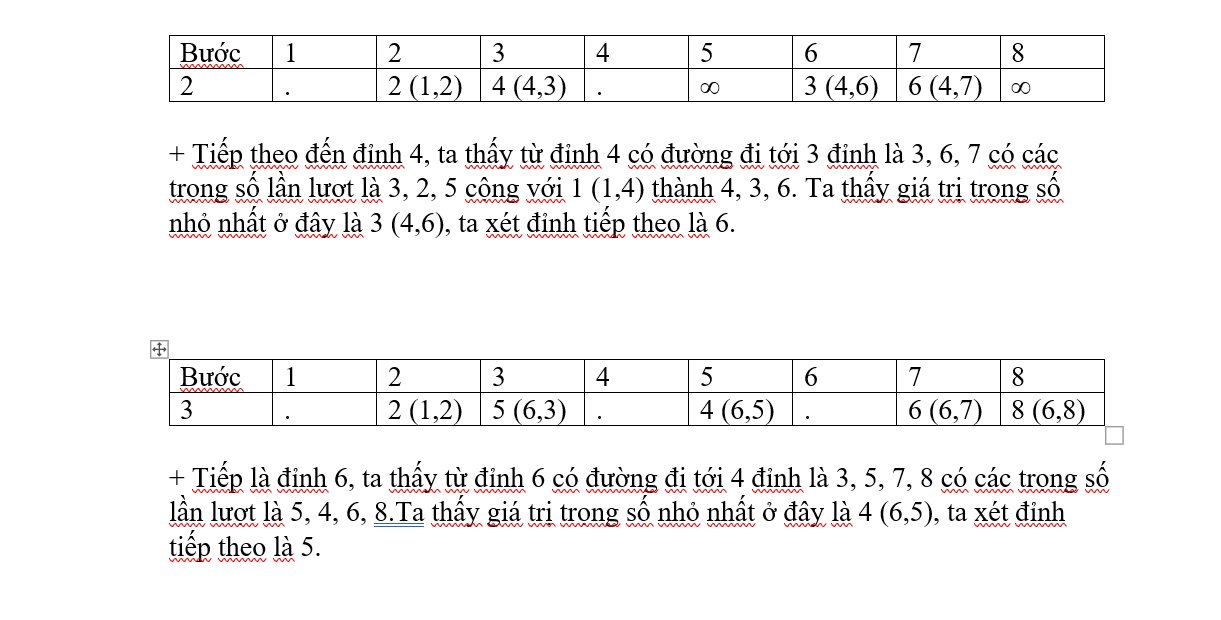 Bước 1 2 3 4 5 6 7 8
2 . 2 (1,2) 4 (4,3) . ∞ 3 (4,6) 6 (4,7) ∞
+ Tiếp theo đến đỉnh 4, ta thấy từ đỉnh 4 có đường đi tới 3 đỉnh là 3, 6, 7 có các
trọng số lần lượt là 3, 2, 5 cộng với 1 (1,4) thành 4, 3, 6. Ta thấy giá trị trọng số
nhỏ nhất ở đây là 3 (4,6), ta xét đỉnh tiếp theo là 6.
Bước 1 2 3 4 5 6 7 8
3 . 2 (1,2) 5 (6,3) . 4 (6,5) . 6 (6,7) 8 (6,8)
+ Tiếp là đỉnh 6, ta thấy từ đỉnh 6 có đường đi tới 4 đỉnh là 3, 5, 7, 8 có các trọng số
lần lượt là 5, 4, 6, 8.Ta thấy giá trị trọng số nhỏ nhất ở đây là 4 (6,5), ta xét đỉnh
tiếp theo là 5.